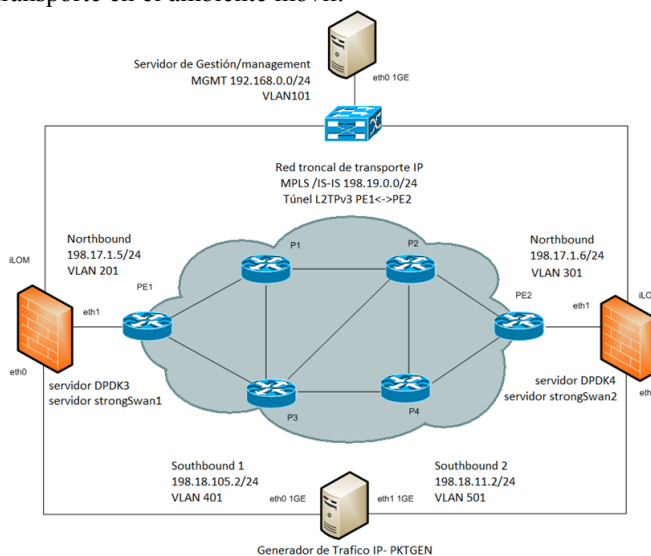 transporte en el ambiente móvil.
Servidor de Gestión/management
MGMT 192.168.0.0/24
VLAN101
eth0 1GE
Red troncal de transporte IP
MPLS /IS-IS 198.19.0.0/24
Túnel L2TPv3 PE1<->PE2
Northbound
198.17.1.5/24
VLAN 201
Northbound
198.17.1.6/24
VLAN 301
P1
P2
iLOM
PE1
eth1
PE2
eth1
eth0
servidor DPDK3
servidor strongSwan1
servidor DPDK4
servidor strongSwan2
P3
P4
Southbound 1
198.18.105.2/24
VLAN 401
eth0 1GE
Southbound 2
198.18.11.2/24
VLAN 501
eth1 1GE
Generador de Trafico IP- PKTGEN